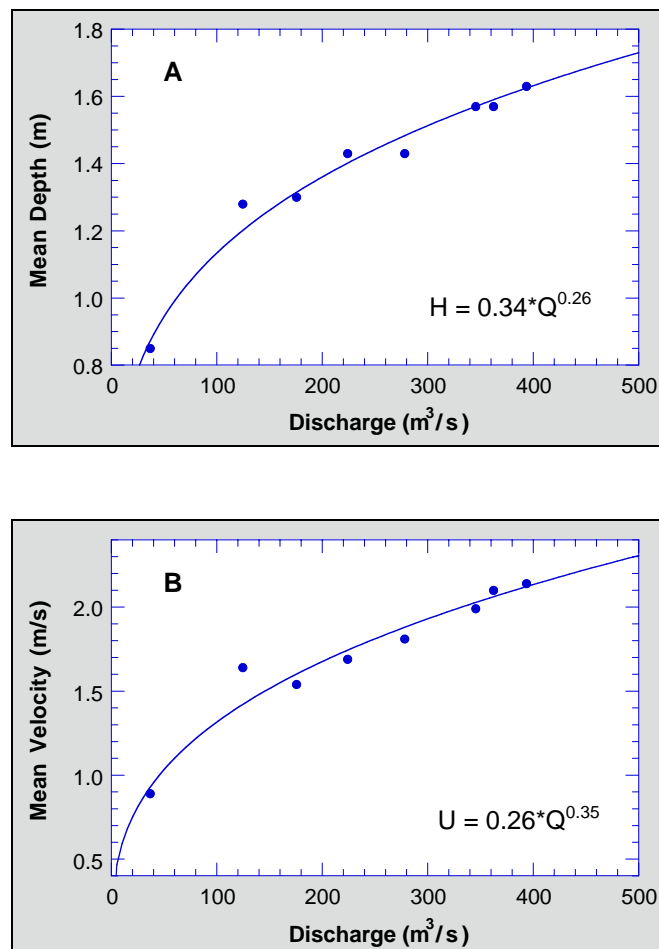 A
1.8
1.6
1.4
1.2
1.0
0.8
Mean Depth (m)
H = 0.34*Q^0.26
0 100 200 300 400 500
Discharge (m³/s)
B
2.0
1.5
1.0
0.5
Mean Velocity (m/s)
U = 0.26*Q^0.35
0 100 200 300 400 500
Discharge (m³/s)